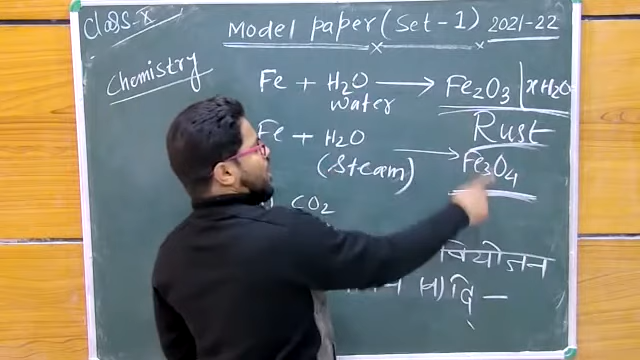 Class-X
Model paper (Set-1) 2021-22
Chemistry
Fe + H2O → Fe2O3 | xH2O
water
Rust
Fe + H2O → Fe3O4
(Steam)
CO2
वियोजन